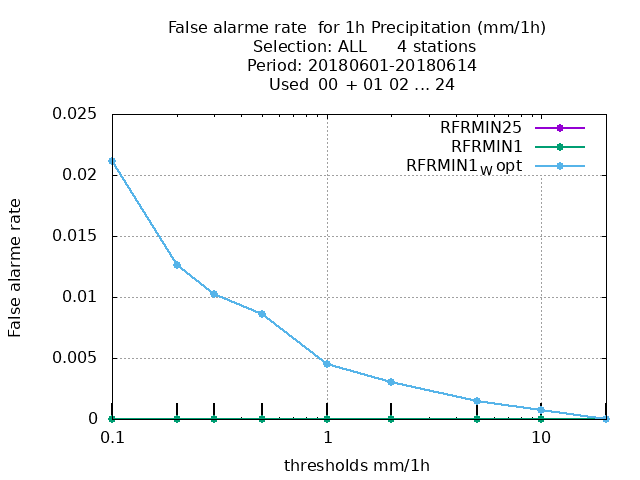 False alarme rate  for 1h Precipitation (mm/1h)
Selection: ALL      4 stations
Period: 20180601-20180614
Used  00 + 01 02 ... 24
RFRMIN25
RFRMIN1
RFRMIN1_W opt
0.025
0.02
0.015
0.01
0.005
0
False alarme rate
0.1
1
10
thresholds mm/1h